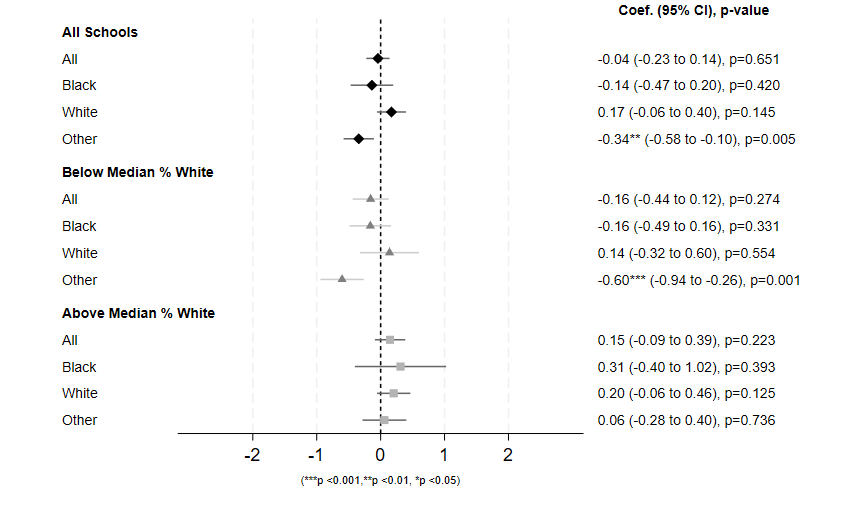 Coef. (95% CI), p-value
All Schools
All -0.04 (-0.23 to 0.14), p=0.651
Black -0.14 (-0.47 to 0.20), p=0.420
White 0.17 (-0.06 to 0.40), p=0.145
Other -0.34** (-0.58 to -0.10), p=0.005
Below Median % White
All -0.16 (-0.44 to 0.12), p=0.274
Black -0.16 (-0.49 to 0.16), p=0.331
White 0.14 (-0.32 to 0.60), p=0.554
Other -0.60*** (-0.94 to -0.26), p=0.001
Above Median % White
All 0.15 (-0.09 to 0.39), p=0.223
Black 0.31 (-0.40 to 1.02), p=0.393
White 0.20 (-0.06 to 0.46), p=0.125
Other 0.06 (-0.28 to 0.40), p=0.736
-2 -1 0 1 2
(***p <0.001,**p <0.01, *p <0.05)